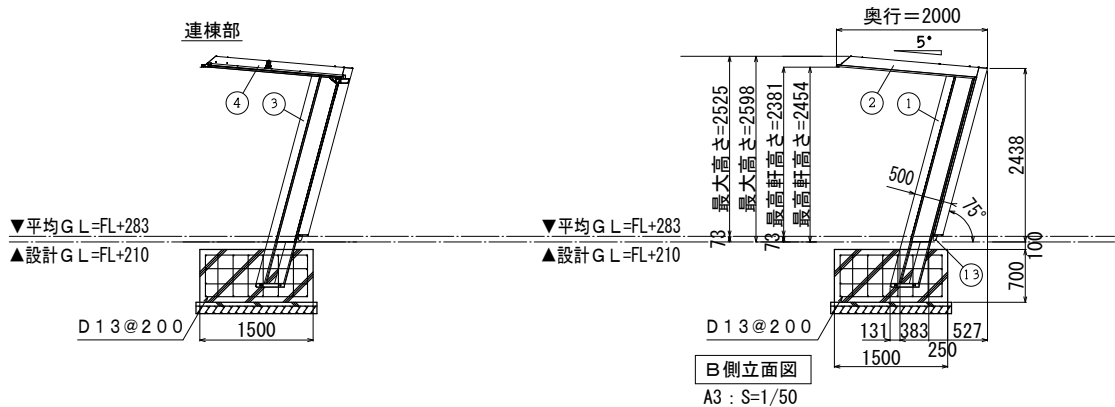 連棟部
④
③
▼平均ＧＬ=FL+283
▲設計ＧＬ=FL+210
Ｄ１３@２００
1500
奥行＝2000
5°
②
①
最大高さ=2525
73
最大高さ=2598
最高軒高さ=2381
73
最高軒高さ=2454
2438
500
75°
▼平均ＧＬ=FL+283
▲設計ＧＬ=FL+210
100
⑬
700
Ｄ１３@２００
131
383
527
250
1500
Ｂ側立面図
A3 : S=1/50